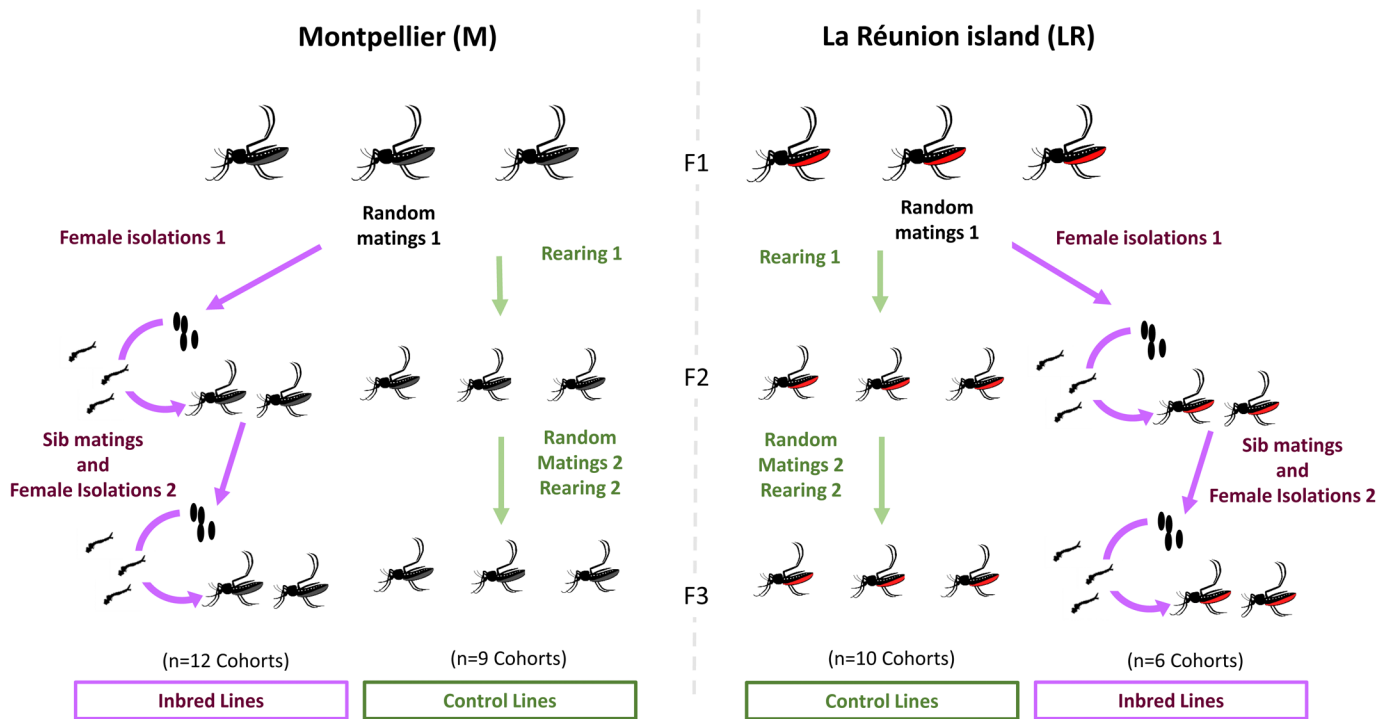 Montpellier (M)
La Réunion island (LR)
F1
Random
matings 1
Random
matings 1
Female isolations 1
Rearing 1
Rearing 1
Female isolations 1
F2
Sib matings
and
Female Isolations 2
Random
Matings 2
Rearing 2
Random
Matings 2
Rearing 2
Sib matings
and
Female Isolations 2
F3
(n=12 Cohorts)
(n=9 Cohorts)
(n=10 Cohorts)
(n=6 Cohorts)
Inbred Lines
Control Lines
Control Lines
Inbred Lines